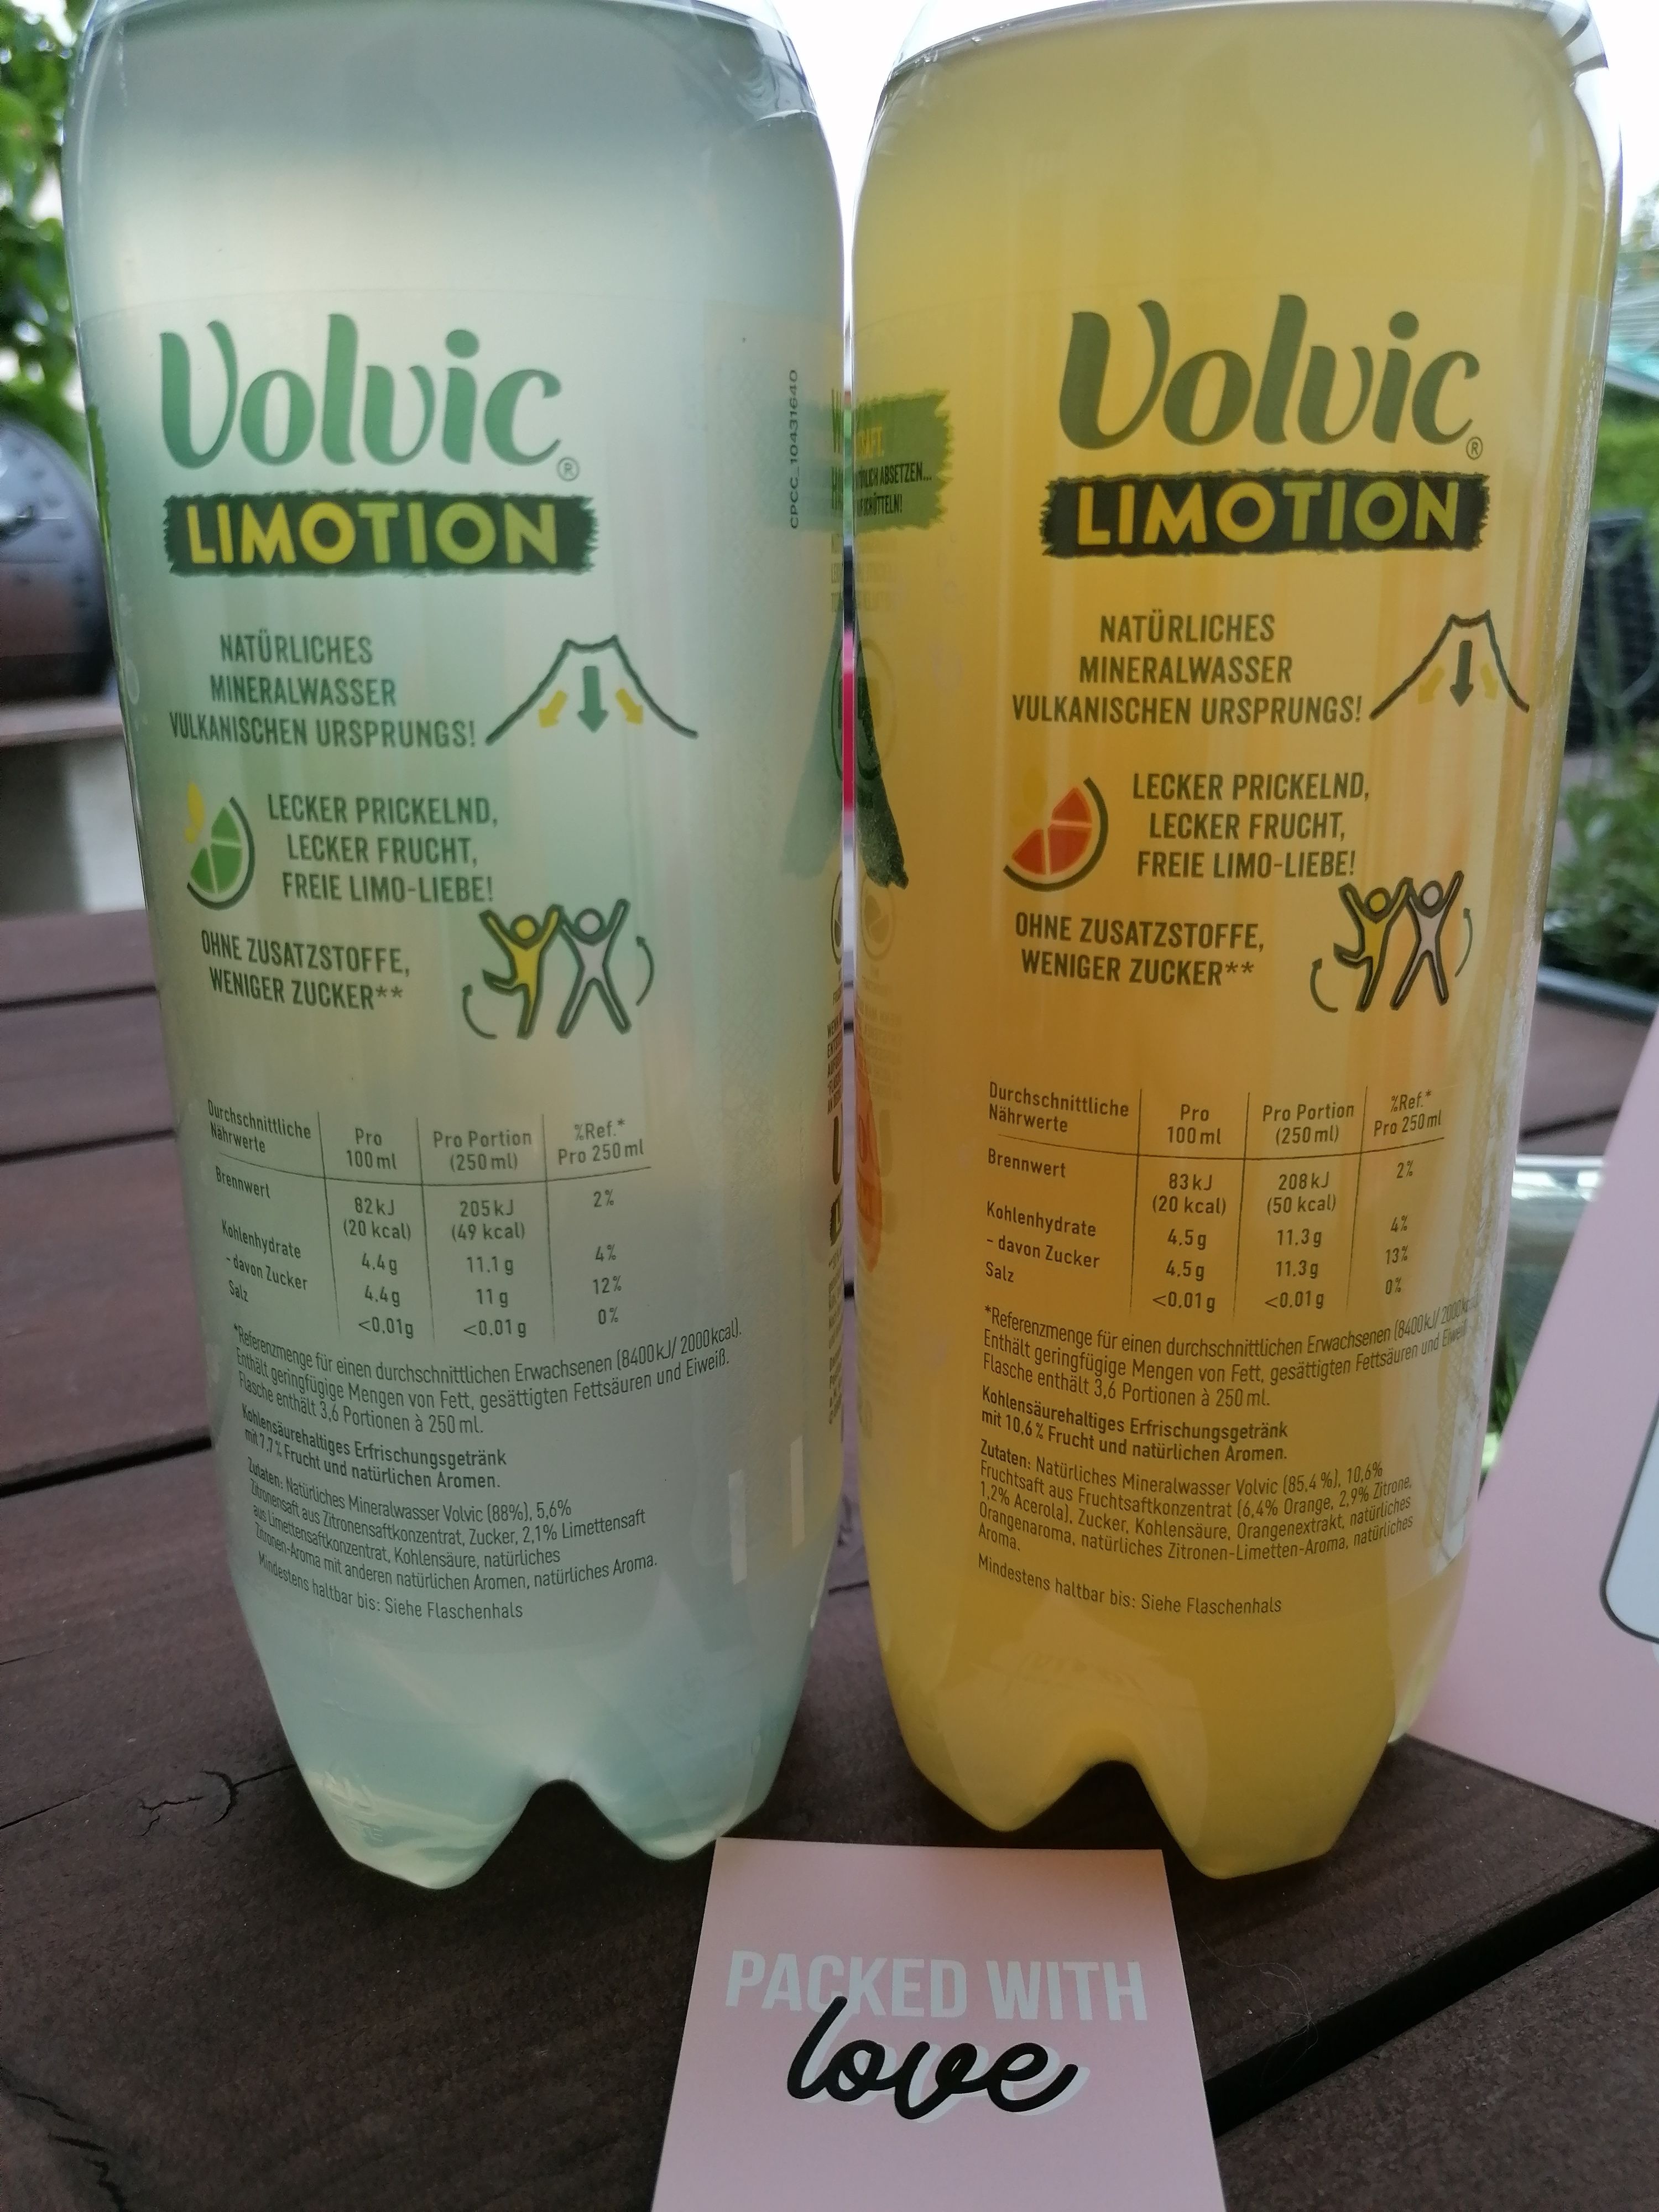 Volvic®
LIMOTION
NATÜRLICHES
MINERALWASSER
VULKANISCHEN URSPRUNGS!
LECKER PRICKELND,
LECKER FRUCHT,
FREIE LIMO-LIEBE!
OHNE ZUSATZSTOFFE,
WENIGER ZUCKER**
Durchschnittliche Nährwerte Pro 100 ml Pro Portion (250 ml) %Ref.* Pro 250 ml
Brennwert 82 kJ (20 kcal) 205 kJ (49 kcal) 2%
Kohlenhydrate 4.4 g 11.1 g 4%
- davon Zucker 4.4 g 11 g 12%
Salz <0.01 g <0.01 g 0%
*Referenzmenge für einen durchschnittlichen Erwachsenen (8400 kJ/ 2000 kcal).
Enthält geringfügige Mengen von Fett, gesättigten Fettsäuren und Eiweiß.
Flasche enthält 3,6 Portionen à 250 ml.
Kohlensäurehaltiges Erfrischungsgetränk
mit 7,7% Frucht und natürlichen Aromen.
Zutaten: Natürliches Mineralwasser Volvic (88%), 5,6%
Zitronensaft aus Zitronensaftkonzentrat, Zucker, 2,1% Limettensaft
aus Limettensaftkonzentrat, Kohlensäure, natürliches
Zitronen-Aroma mit anderen natürlichen Aromen, natürliches Aroma.
Mindestens haltbar bis: Siehe Flaschenhals
CPCC_10431640
ABSETZEN...
Volvic®
LIMOTION
NATÜRLICHES
MINERALWASSER
VULKANISCHEN URSPRUNGS!
LECKER PRICKELND,
LECKER FRUCHT,
FREIE LIMO-LIEBE!
OHNE ZUSATZSTOFFE,
WENIGER ZUCKER**
Durchschnittliche Nährwerte Pro 100 ml Pro Portion (250 ml) %Ref.* Pro 250 ml
Brennwert 83 kJ (20 kcal) 208 kJ (50 kcal) 2%
Kohlenhydrate 4.5 g 11.3 g 4%
- davon Zucker 4.5 g 11.3 g 13%
Salz <0.01 g <0.01 g 0%
*Referenzmenge für einen durchschnittlichen Erwachsenen (8400 kJ/ 2000 kcal).
Enthält geringfügige Mengen von Fett, gesättigten Fettsäuren und Eiweiß.
Flasche enthält 3,6 Portionen à 250 ml.
Kohlensäurehaltiges Erfrischungsgetränk
mit 10,6% Frucht und natürlichen Aromen.
Zutaten: Natürliches Mineralwasser Volvic (85,4%), 10,6%
Fruchtsaft aus Fruchtsaftkonzentrat (6,4% Orange, 2,9% Zitrone,
1,2% Acerola), Zucker, Kohlensäure, Orangenextrakt, natürliches
Orangenaroma, natürliches Zitronen-Limetten-Aroma, natürliches
Aroma.
Mindestens haltbar bis: Siehe Flaschenhals
PACKED WITH
love